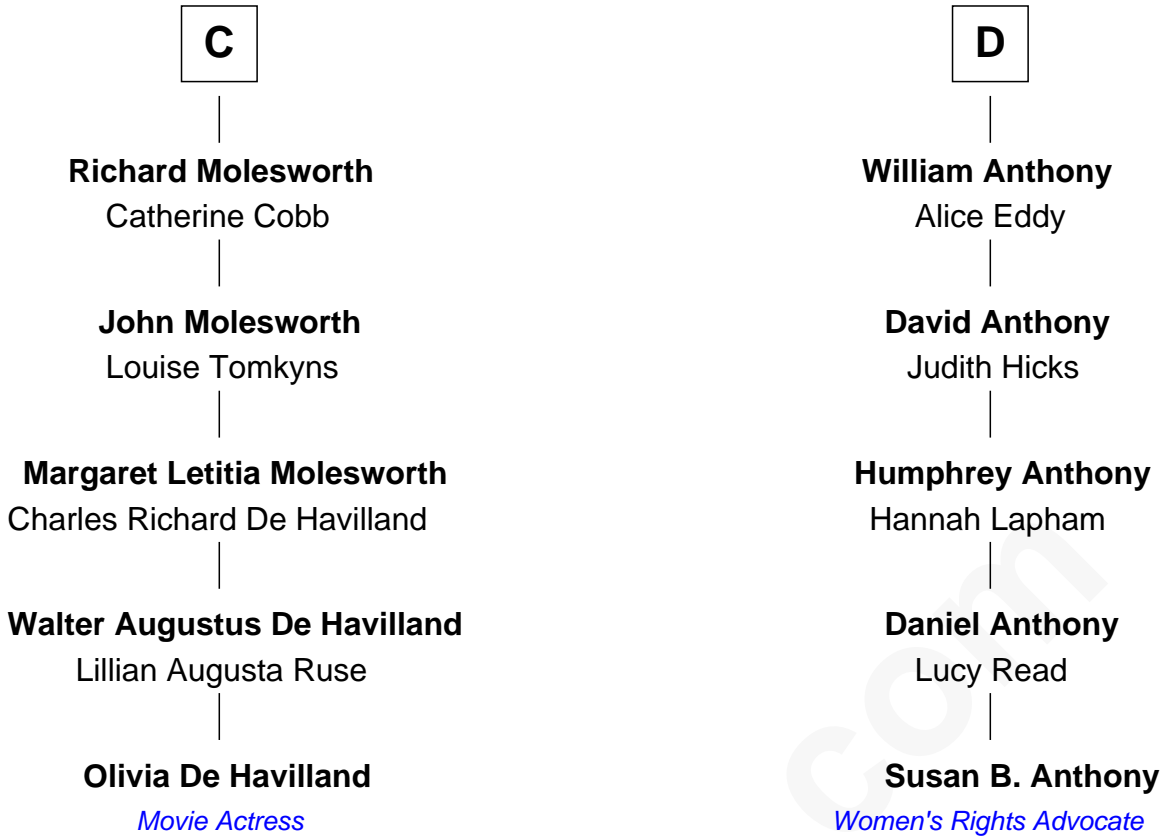 C
Richard Molesworth
Catherine Cobb
John Molesworth
Louise Tomkyns
Margaret Letitia Molesworth
Charles Richard De Havilland
Walter Augustus De Havilland
Lillian Augusta Ruse
Olivia De Havilland
Movie Actress
D
William Anthony
Alice Eddy
David Anthony
Judith Hicks
Humphrey Anthony
Hannah Lapham
Daniel Anthony
Lucy Read
Susan B. Anthony
Women's Rights Advocate
com